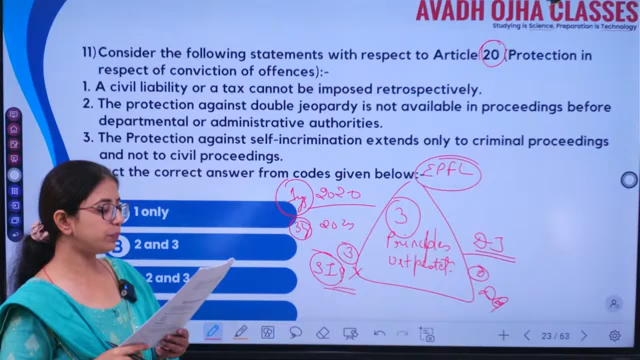 AVADH OJHA CLASSES
Studying is Science, Preparation is Technology
11) Consider the following statements with respect to Article 20 (Protection in
respect of conviction of offences):-
1. A civil liability or a tax cannot be imposed retrospectively.
2. The protection against double jeopardy is not available in proceedings before
departmental or administrative authorities.
3. The Protection against self-incrimination extends only to criminal proceedings
and not to civil proceedings.
ct the correct answer from codes given below:-
EPFL
1 only
2020
3
2 and 3
Principles
DJ
3
SI
2 and 3
23 / 63